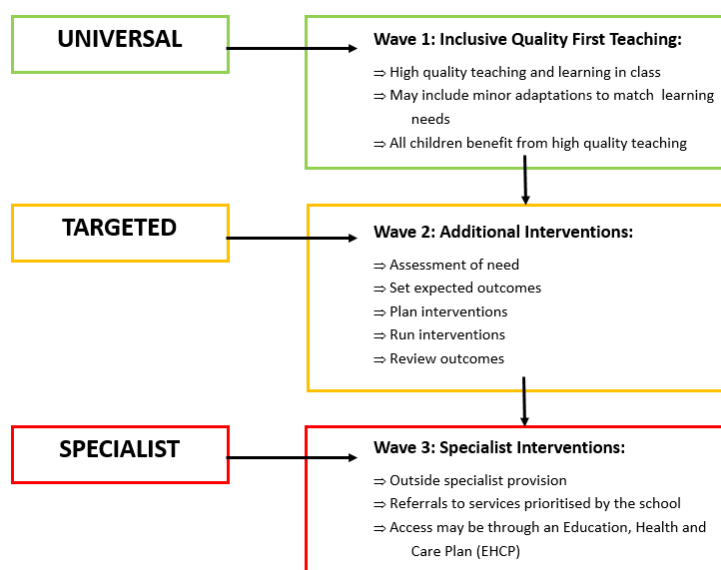 UNIVERSAL
Wave 1: Inclusive Quality First Teaching:
⇒ High quality teaching and learning in class
⇒ May include minor adaptations to match learning
needs
⇒ All children benefit from high quality teaching
TARGETED
Wave 2: Additional Interventions:
⇒ Assessment of need
⇒ Set expected outcomes
⇒ Plan interventions
⇒ Run interventions
⇒ Review outcomes
SPECIALIST
Wave 3: Specialist Interventions:
⇒ Outside specialist provision
⇒ Referrals to services prioritised by the school
⇒ Access may be through an Education, Health and
Care Plan (EHCP)